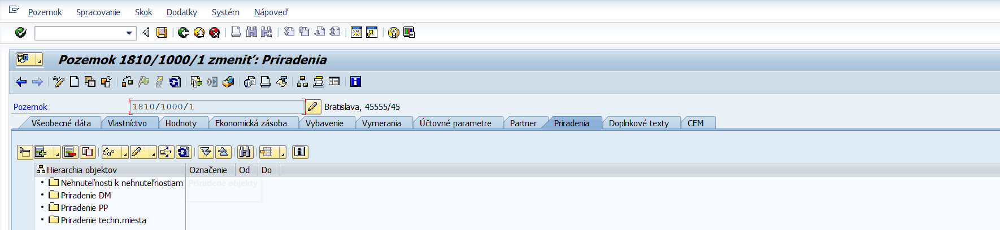 Pozemok Spracovanie Skok Dodatky Systém Nápoveď
Pozemok 1810/1000/1 zmeniť: Priradenia
Pozemok 1810/1000/1 Bratislava, 45555/45
Všeobecné dáta Vlastníctvo Hodnoty Ekonomická zásoba Vybavenie Vymerania Účtovné parametre Partner Priradenia Doplnkové texty CEM
Hierarchia objektov Označenie Od Do
Nehnuteľnosti k nehnuteľnostiam Priradené objekty
Priradenie DM
Priradenie PP
Priradenie techn.miesta